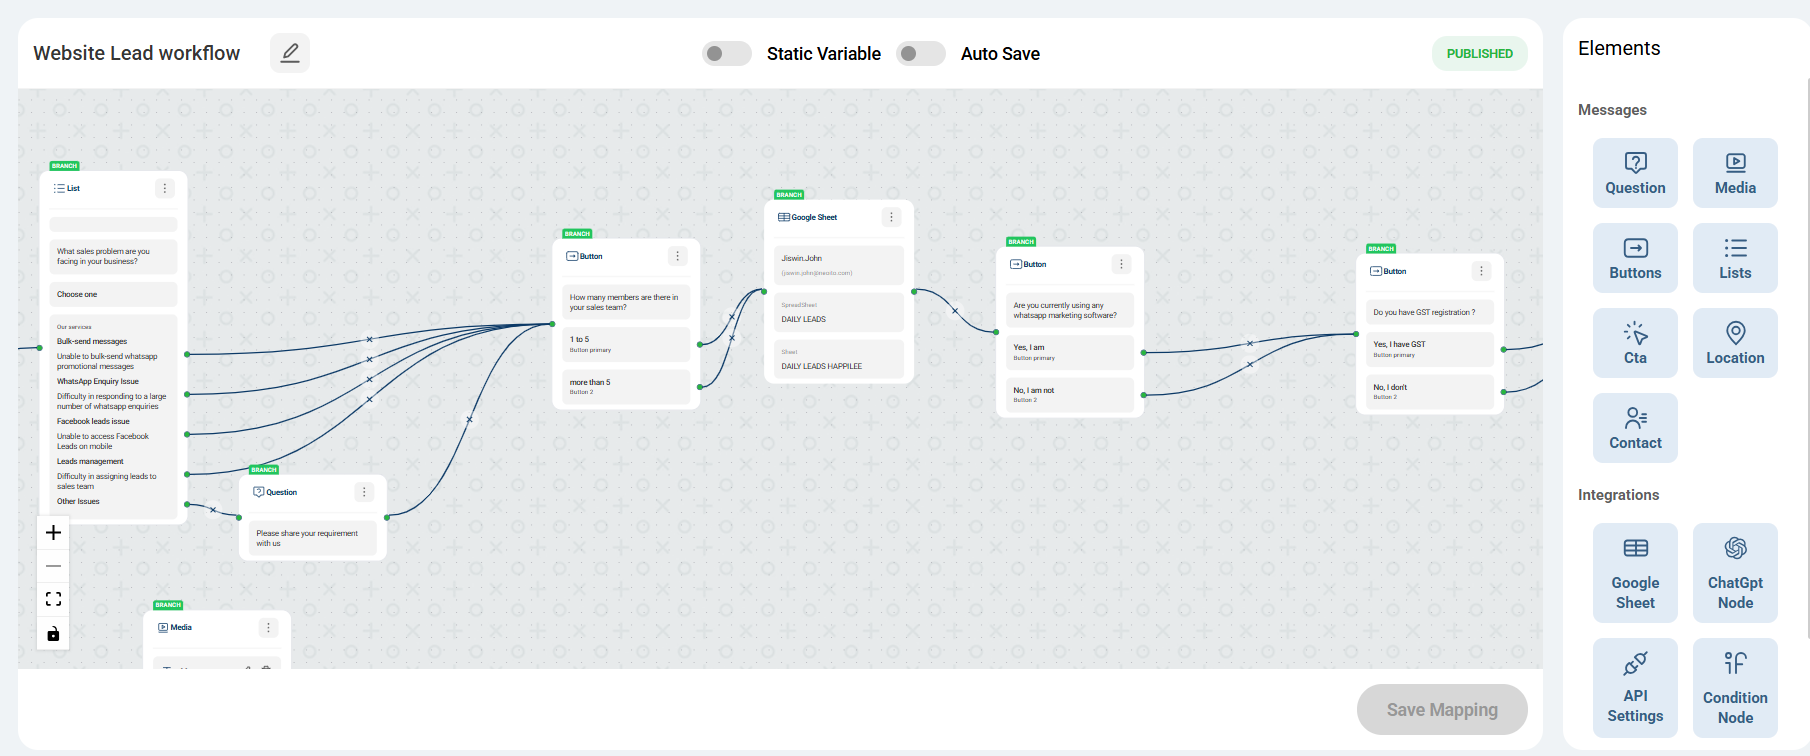 Website Lead workflow
Static Variable
Auto Save
PUBLISHED
BRANCH
List
What sales problem are you
facing in your business?
Choose one
Our services
Bulk-send messages
Unable to bulk-send whatsapp
promotional messages
WhatsApp Enquiry Issue
Difficulty in responding to a large
number of whatsapp enquiries
Facebook leads issue
Unable to access Facebook
Leads on mobile
Leads management
Difficulty in assigning leads to
sales team
Other Issues
BRANCH
Question
Please share your requirement
with us
BRANCH
Media
BRANCH
Button
How many members are there in
your sales team?
1 to 5
Button primary
more than 5
Button 2
BRANCH
Google Sheet
Jiswin.John
SpreadSheet
DAILY LEADS
Sheet
DAILY LEADS HAPPILEE
BRANCH
Button
Are you currently using any
whatsapp marketing software?
Yes, I am
Button primary
No, I am not
Button 2
BRANCH
Button
Do you have GST registration ?
Yes, I have GST
Button primary
No, I don't
Button 2
Save Mapping
Elements
Messages
Question
Media
Buttons
Lists
Cta
Location
Contact
Integrations
Google
Sheet
ChatGpt
Node
API
Settings
Condition
Node